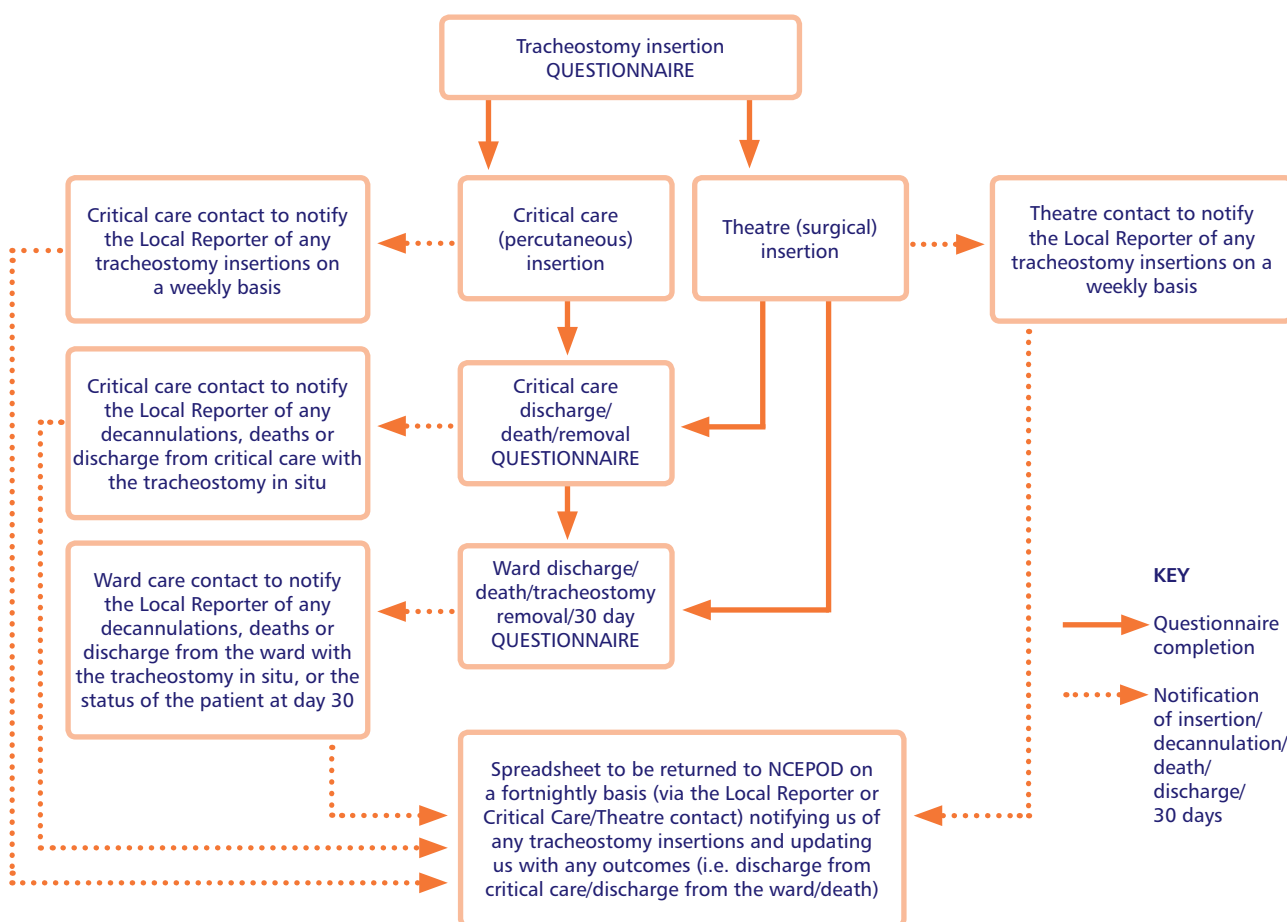 Tracheostomy insertion
QUESTIONNAIRE
Critical care contact to notify
the Local Reporter of any
tracheostomy insertions on
a weekly basis
Critical care
(percutaneous)
insertion
Theatre (surgical)
insertion
Theatre contact to notify
the Local Reporter of any
tracheostomy insertions on a
weekly basis
Critical care contact to notify
the Local Reporter of any
decannulations, deaths or
discharge from critical care with
the tracheostomy in situ
Critical care
discharge/
death/removal
QUESTIONNAIRE
Ward care contact to notify
the Local Reporter of any
decannulations, deaths or
discharge from the ward with
the tracheostomy in situ, or the
status of the patient at day 30
Ward discharge/
death/tracheostomy
removal/30 day
QUESTIONNAIRE
Spreadsheet to be returned to NCEPOD on
a fortnightly basis (via the Local Reporter or
Critical Care/Theatre contact) notifying us of
any tracheostomy insertions and updating
us with any outcomes (i.e. discharge from
critical care/discharge from the ward/death)
KEY
Questionnaire
completion
Notification
of insertion/
decannulation/
death/
discharge/
30 days